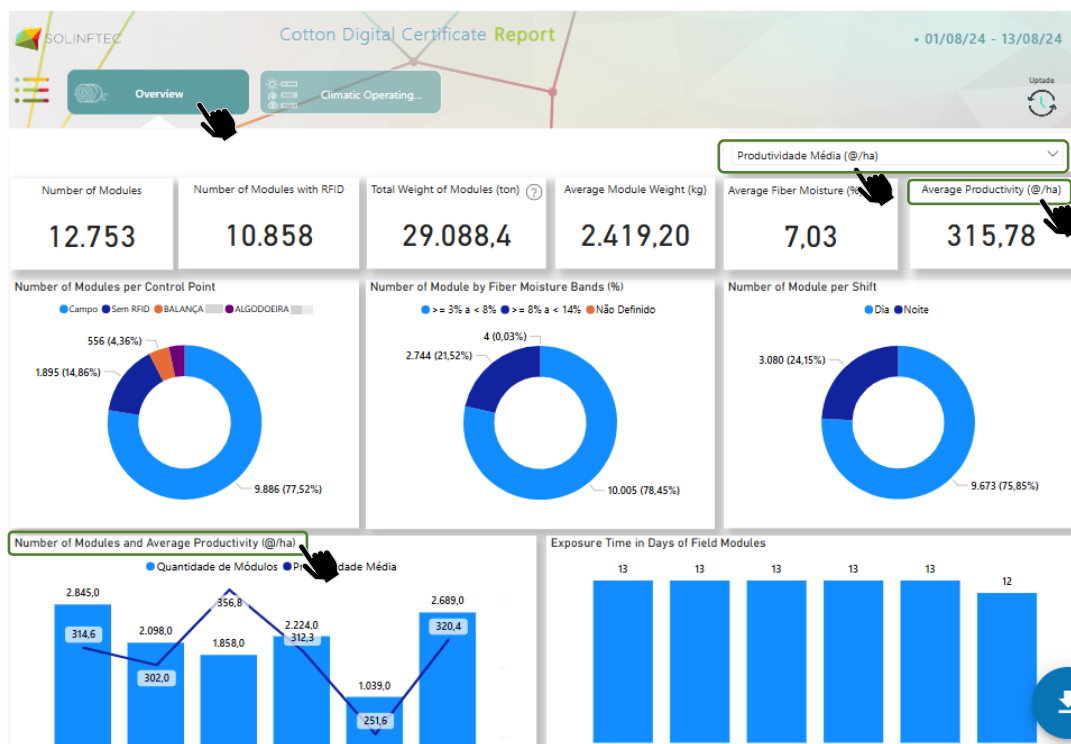 SOLINFTEC
Cotton Digital Certificate Report
• 01/08/24 - 13/08/24
Overview
Climatic Operating...
Uptade
Produtividade Média (@/ha)
Number of Modules
12.753
Number of Modules with RFID
10.858
Total Weight of Modules (ton) ?
29.088,4
Average Module Weight (kg)
2.419,20
Average Fiber Moisture (%
7,03
Average Productivity (@/ha)
315,78
Number of Modules per Control Point
Campo Sem RFID BALANÇA ALGODOEIRA
556 (4,36%)
1.895 (14,86%)
9.886 (77,52%)
Number of Module by Fiber Moisture Bands (%)
>= 3% a < 8% >= 8% a < 14% Não Definido
4 (0,03%)
2.744 (21,52%)
10.005 (78,45%)
Number of Module per Shift
Dia Noite
3.080 (24,15%)
9.673 (75,85%)
Number of Modules and Average Productivity (@/ha)
Quantidade de Módulos Média
2.845,0
314,6
2.098,0
302,0
356,8
1.858,0
2.224,0
312,3
1.039,0
251,6
2.689,0
320,4
Exposure Time in Days of Field Modules
13
13
13
13
13
12